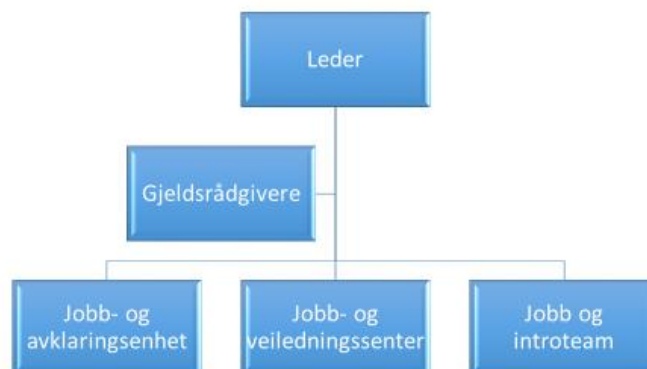 Leder
Gjeldsrådgivere
Jobb- og
avklaringsenhet
Jobb- og
veiledningssenter
Jobb og
introteam